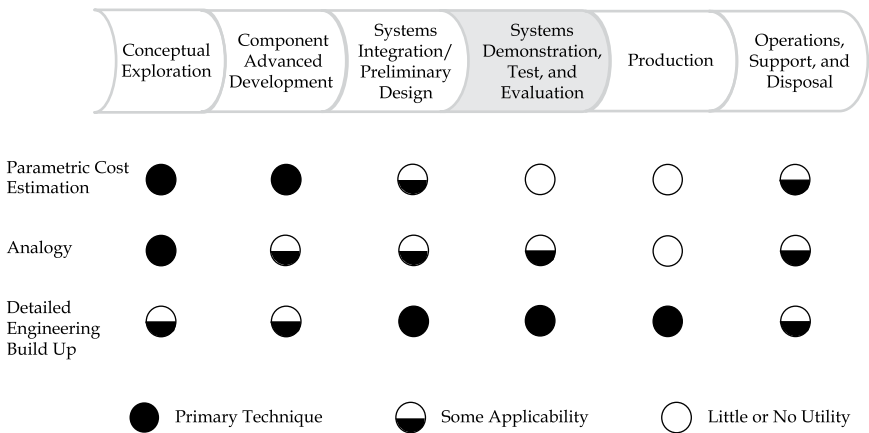 Conceptual
Exploration
Component
Advanced
Development
Systems
Integration/
Preliminary
Design
Systems
Demonstration,
Test, and
Evaluation
Production
Operations,
Support, and
Disposal
Parametric Cost
Estimation
Analogy
Detailed
Engineering
Build Up
Primary Technique
Some Applicability
Little or No Utility